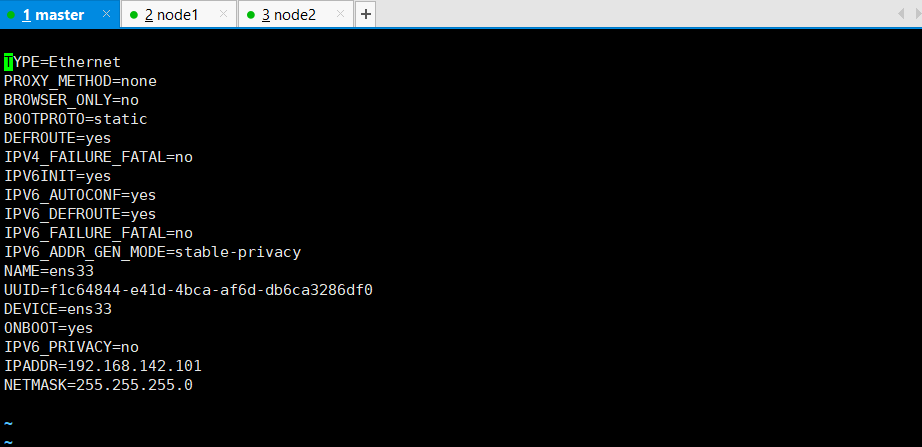 1 master × 2 node1 × 3 node2 × +
TYPE=Ethernet
PROXY_METHOD=none
BROWSER_ONLY=no
BOOTPROTO=static
DEFROUTE=yes
IPV4_FAILURE_FATAL=no
IPV6INIT=yes
IPV6_AUTOCONF=yes
IPV6_DEFROUTE=yes
IPV6_FAILURE_FATAL=no
IPV6_ADDR_GEN_MODE=stable-privacy
NAME=ens33
UUID=f1c64844-e41d-4bca-af6d-db6ca3286df0
DEVICE=ens33
ONBOOT=yes
IPV6_PRIVACY=no
IPADDR=192.168.142.101
NETMASK=255.255.255.0
~
~